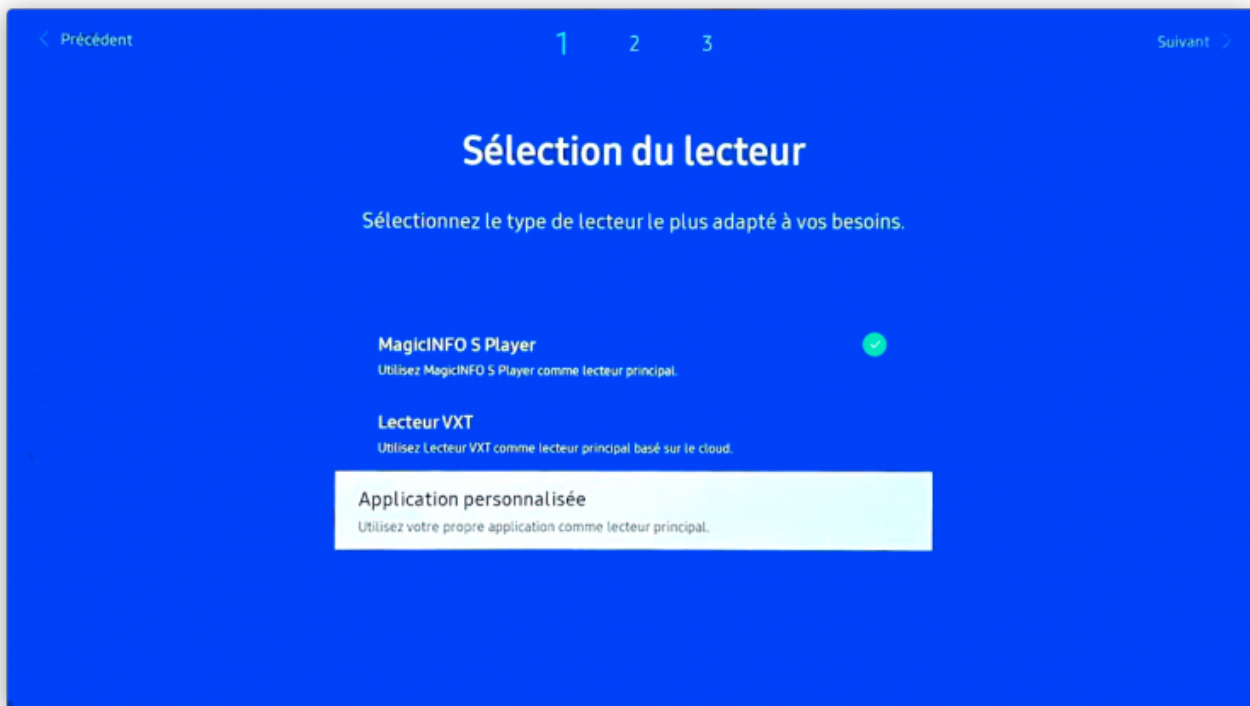 Précédent
1 2 3
Suivant
Sélection du lecteur
Sélectionnez le type de lecteur le plus adapté à vos besoins.
MagicINFO S Player
Utilisez MagicINFO S Player comme lecteur principal.
Lecteur VXT
Utilisez Lecteur VXT comme lecteur principal basé sur le cloud.
Application personnalisée
Utilisez votre propre application comme lecteur principal.